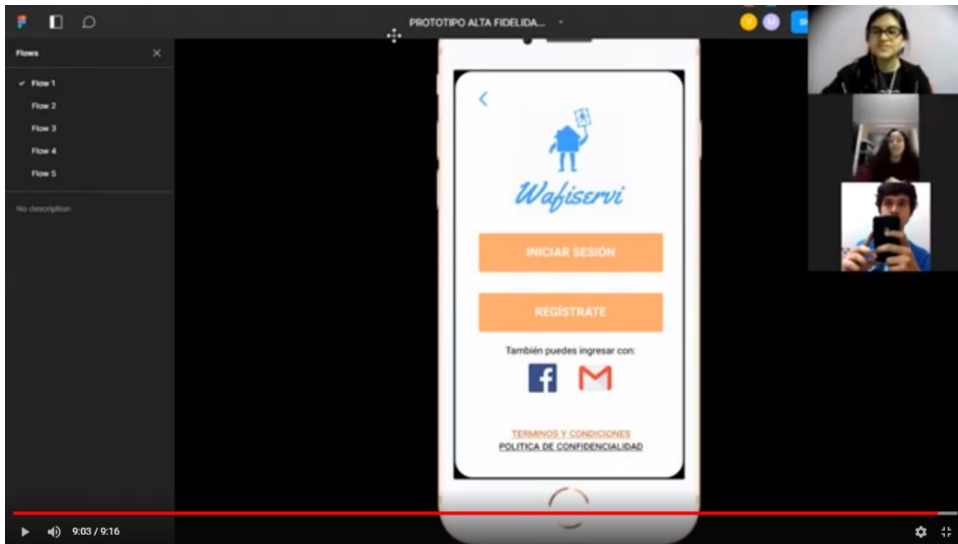 PROTOTIPO ALTA FIDELIDA...
V
M
Flows
Flow 1
Flow 2
Flow 3
Flow 4
Flow 5
No description
Wafiservi
INICIAR SESIÓN
REGÍSTRATE
También puedes ingresar con:
TERMINOS Y CONDICIONES
POLÍTICA DE CONFIDENCIALIDAD
9:03 / 9:16